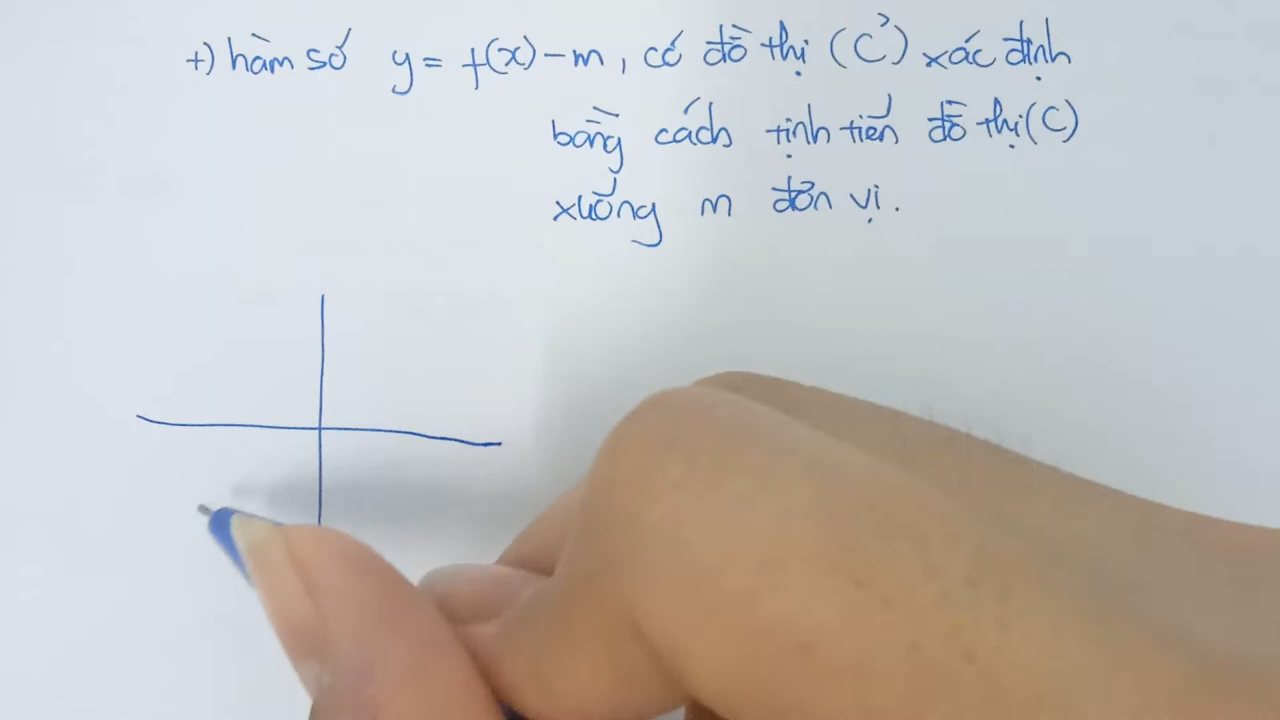 +) hàm số y = f(x) - m, có đồ thị (C') xác định
bằng cách tịnh tiến đồ thị (C)
xuống m đơn vị.